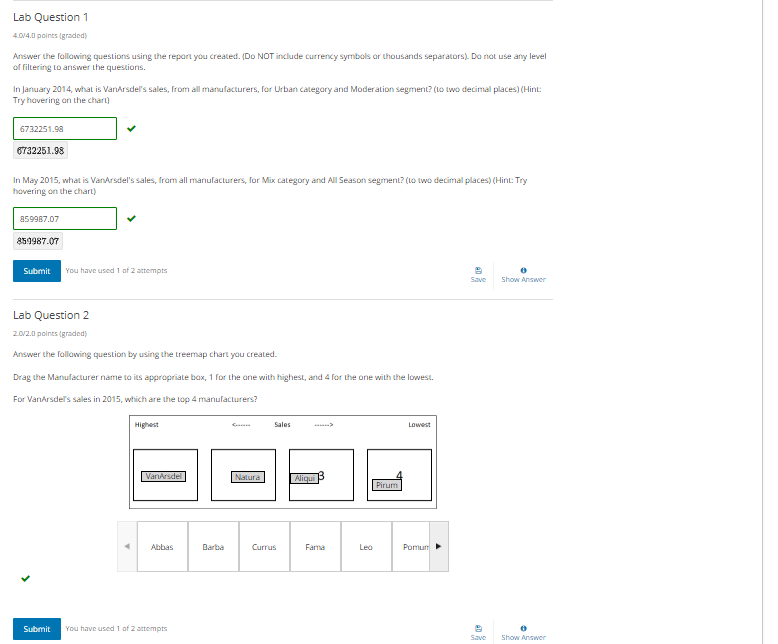 Lab Question 1
4.0/4.0 points (graded)
Answer the following questions using the report you created. (Do NOT include currency symbols or thousands separators). Do not use any level
of filtering to answer the questions.
In January 2014, what is VanArsdel's sales, from all manufacturers, for Urban category and Moderation segment? (to two decimal places) (Hint:
Try hovering on the chart)
6732251.98
6732251.98
In May 2015, what is VanArsdel's sales, from all manufacturers, for Mix category and All Season segment? (to two decimal places) (Hint: Try
hovering on the chart)
859987.07
859987.07
Submit You have used 1 of 2 attempts Save Show Answer
Lab Question 2
2.0/2.0 points (graded)
Answer the following question by using the treemap chart you created.
Drag the Manufacturer name to its appropriate box, 1 for the one with highest, and 4 for the one with the lowest.
For VanArsdel's sales in 2015, which are the top 4 manufacturers?
Highest <------ Sales ------> Lowest
VanArsdel Natura Aliqui 3 4 Pirum
Abbas Barba Currus Fama Leo Pomum
Submit You have used 1 of 2 attempts Save Show Answer